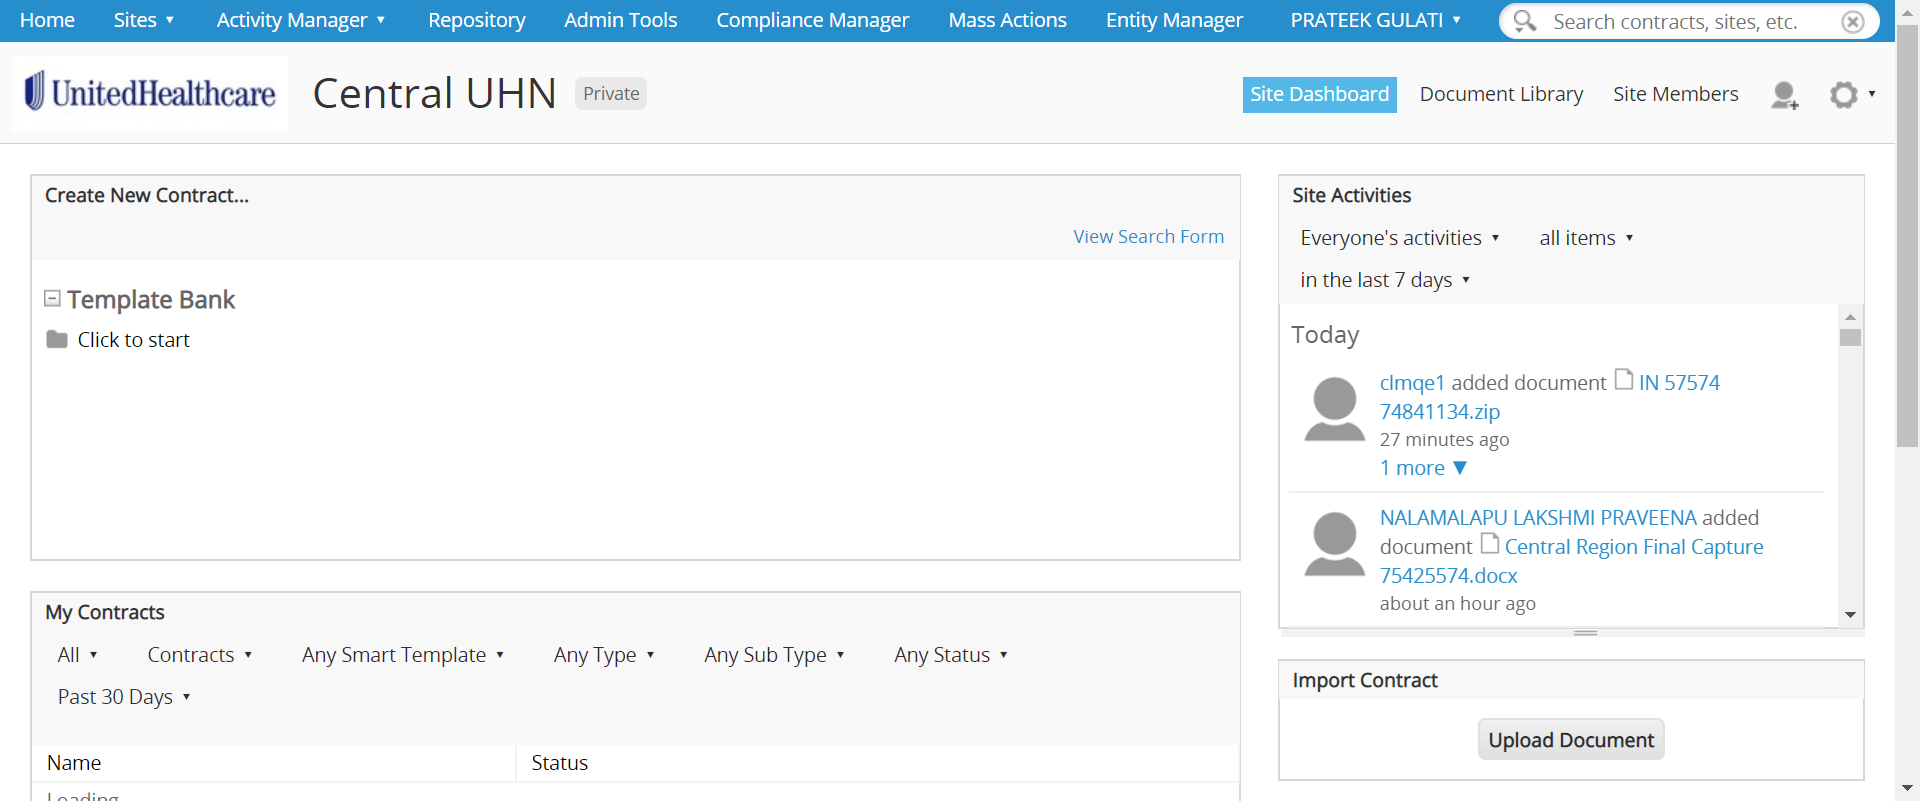 Home Sites Activity Manager Repository Admin Tools Compliance Manager Mass Actions Entity Manager PRATEEK GULATI Search contracts, sites, etc.
UnitedHealthcare Central UHN Private Site Dashboard Document Library Site Members
Create New Contract...
View Search Form
Template Bank
Click to start
My Contracts
All Contracts Any Smart Template Any Type Any Sub Type Any Status
Past 30 Days
Name Status
Loading
Site Activities
Everyone's activities all items
in the last 7 days
Today
clmqe1 added document IN 57574
74841134.zip
27 minutes ago
1 more
NALAMALAPU LAKSHMI PRAVEENA added
document Central Region Final Capture
75425574.docx
about an hour ago
Import Contract
Upload Document